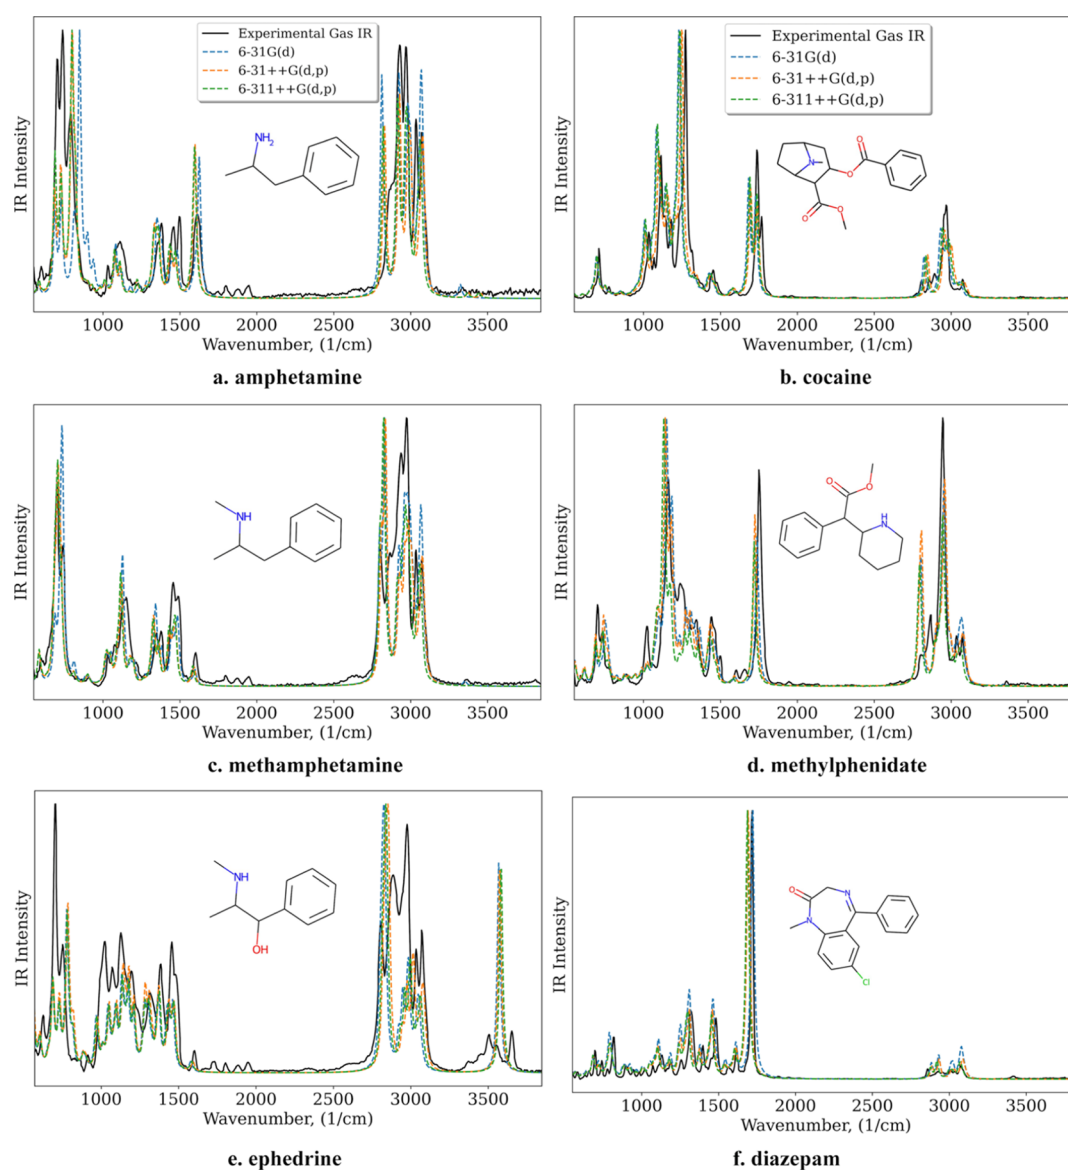 Experimental Gas IR
6-31G(d)
6-31++G(d,p)
6-311++G(d,p)
NH2
IR Intensity
1000 1500 2000 2500 3000 3500
Wavenumber, (1/cm)
a. amphetamine
Experimental Gas IR
6-31G(d)
6-31++G(d,p)
6-311++G(d,p)
N
O
O
O
O
IR Intensity
1000 1500 2000 2500 3000 3500
Wavenumber, (1/cm)
b. cocaine
NH
IR Intensity
1000 1500 2000 2500 3000 3500
Wavenumber, (1/cm)
c. methamphetamine
O
O
H
N
IR Intensity
1000 1500 2000 2500 3000 3500
Wavenumber, (1/cm)
d. methylphenidate
NH
OH
IR Intensity
1000 1500 2000 2500 3000 3500
Wavenumber, (1/cm)
e. ephedrine
O
N
N
Cl
IR Intensity
1000 1500 2000 2500 3000 3500
Wavenumber, (1/cm)
f. diazepam